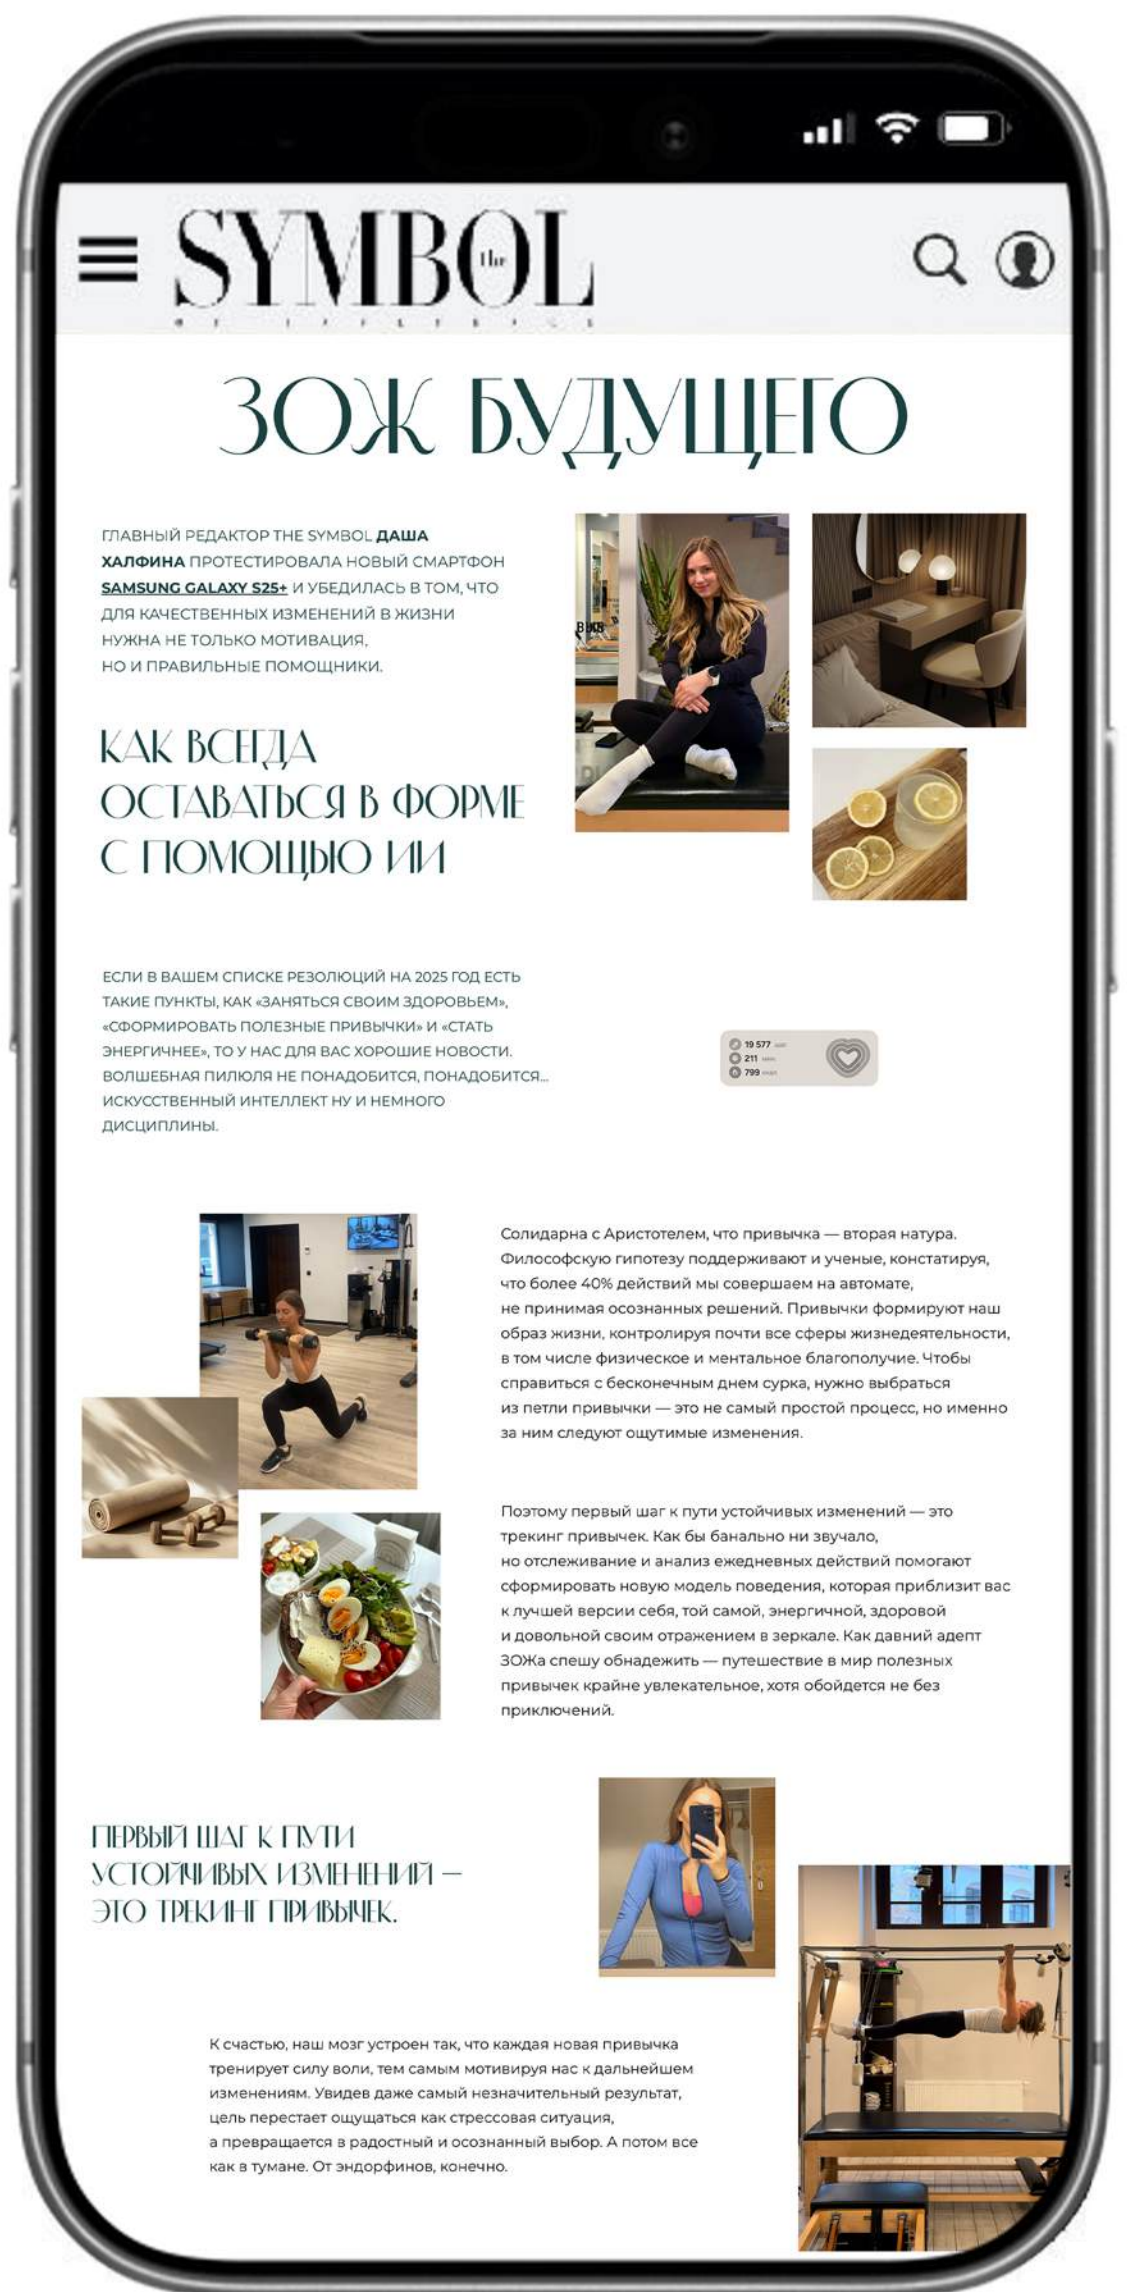 SYMBOL
the
ЗОЖ БУДУЩЕГО
ГЛАВНЫЙ РЕДАКТОР THE SYMBOL ДАША
ХАЛФИНА ПРОТЕСТИРОВАЛА НОВЫЙ СМАРТФОН
SAMSUNG GALAXY S25+ И УБЕДИЛАСЬ В ТОМ, ЧТО
ДЛЯ КАЧЕСТВЕННЫХ ИЗМЕНЕНИЙ В ЖИЗНИ
НУЖНА НЕ ТОЛЬКО МОТИВАЦИЯ,
НО И ПРАВИЛЬНЫЕ ПОМОЩНИКИ.
КАК ВСЕГДА
ОСТАВАТЬСЯ В ФОРМЕ
С ПОМОЩЬЮ ИИ
ЕСЛИ В ВАШЕМ СПИСКЕ РЕЗОЛЮЦИЙ НА 2025 ГОД ЕСТЬ
ТАКИЕ ПУНКТЫ, КАК «ЗАНЯТЬСЯ СВОИМ ЗДОРОВЬЕМ»,
«СФОРМИРОВАТЬ ПОЛЕЗНЫЕ ПРИВЫЧКИ» И «СТАТЬ
ЭНЕРГИЧНЕЕ», ТО У НАС ДЛЯ ВАС ХОРОШИЕ НОВОСТИ.
ВОЛШЕБНАЯ ПИЛЮЛЯ НЕ ПОНАДОБИТСЯ, ПОНАДОБИТСЯ...
ИСКУССТВЕННЫЙ ИНТЕЛЛЕКТ НУ И НЕМНОГО
ДИСЦИПЛИНЫ.
19 577
211
799
Солидарна с Аристотелем, что привычка — вторая натура.
Философскую гипотезу поддерживают и ученые, констатируя,
что более 40% действий мы совершаем на автомате,
не принимая осознанных решений. Привычки формируют наш
образ жизни, контролируя почти все сферы жизнедеятельности,
в том числе физическое и ментальное благополучие. Чтобы
справиться с бесконечным днем сурка, нужно выбраться
из петли привычки — это не самый простой процесс, но именно
за ним следуют ощутимые изменения.
Поэтому первый шаг к пути устойчивых изменений — это
трекинг привычек. Как бы банально ни звучало,
но отслеживание и анализ ежедневных действий помогают
сформировать новую модель поведения, которая приблизит вас
к лучшей версии себя, той самой, энергичной, здоровой
и довольной своим отражением в зеркале. Как давний адепт
ЗОЖа спешу обнадежить — путешествие в мир полезных
привычек крайне увлекательное, хотя обойдется не без
приключений.
ПЕРВЫЙ ШАГ К ПУТИ
УСТОЙЧИВЫХ ИЗМЕНЕНИЙ —
ЭТО ТРЕКИНГ ПРИВЫЧЕК.
К счастью, наш мозг устроен так, что каждая новая привычка
тренирует силу воли, тем самым мотивируя нас к дальнейшем
изменениям. Увидев даже самый незначительный результат,
цель перестает ощущаться как стрессовая ситуация,
а превращается в радостный и осознанный выбор. А потом все
как в тумане. От эндорфинов, конечно.